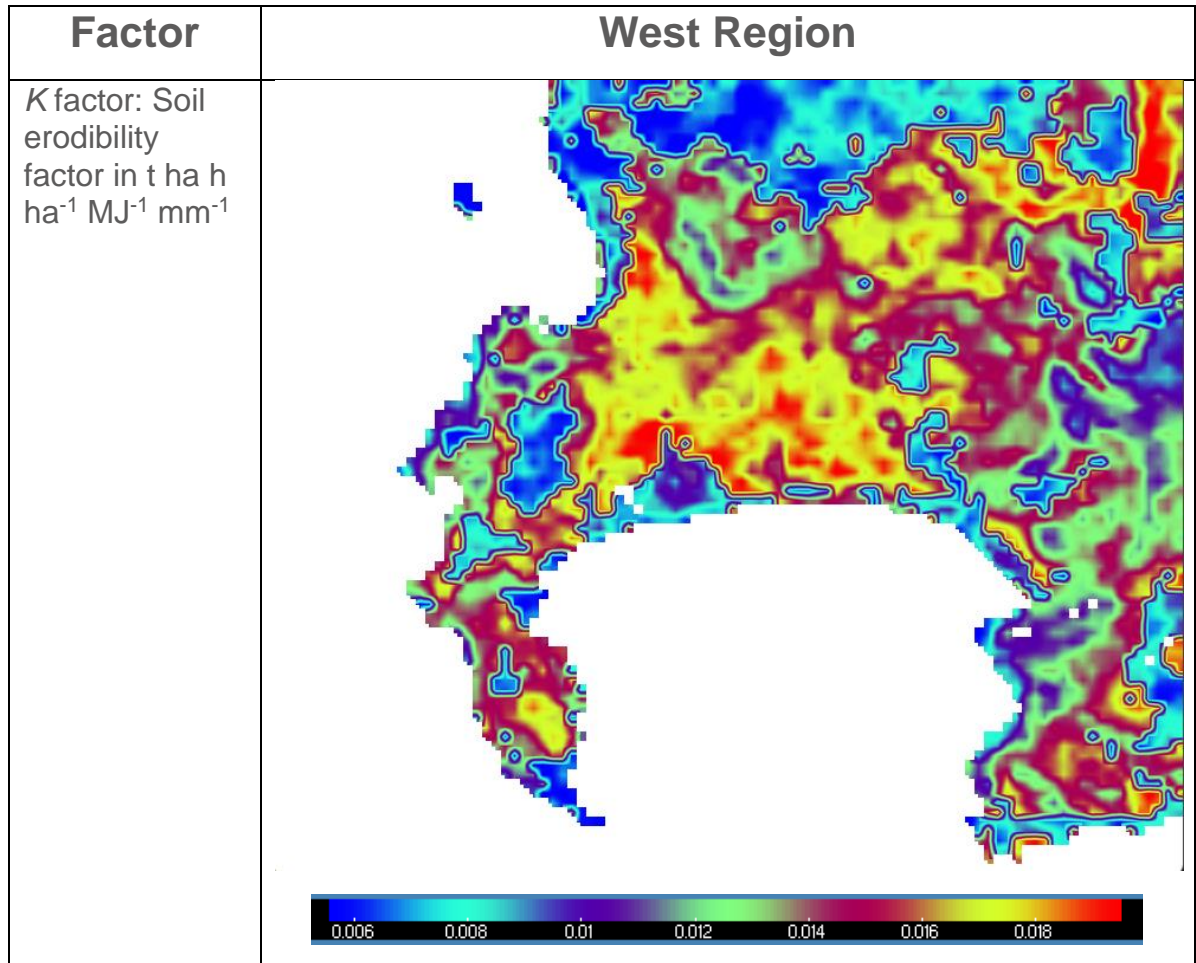 Factor
West Region
K factor: Soil
erodibility
factor in t ha h
ha-1 MJ-1 mm-1
0.006 0.008 0.01 0.012 0.014 0.016 0.018